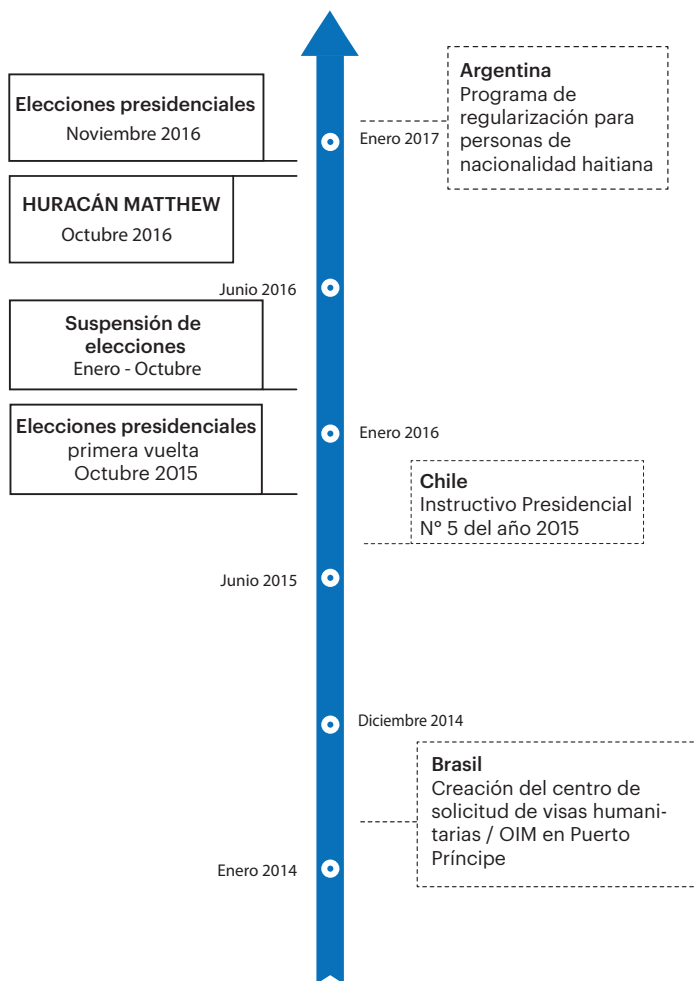 Elecciones presidenciales
Noviembre 2016
Argentina
Programa de
regularización para
personas de
nacionalidad haitiana
Enero 2017
HURACÁN MATTHEW
Octubre 2016
Junio 2016
Suspensión de
elecciones
Enero - Octubre
Elecciones presidenciales
primera vuelta
Octubre 2015
Enero 2016
Chile
Instructivo Presidencial
N° 5 del año 2015
Junio 2015
Diciembre 2014
Brasil
Creación del centro de
solicitud de visas humani-
tarias / OIM en Puerto
Príncipe
Enero 2014